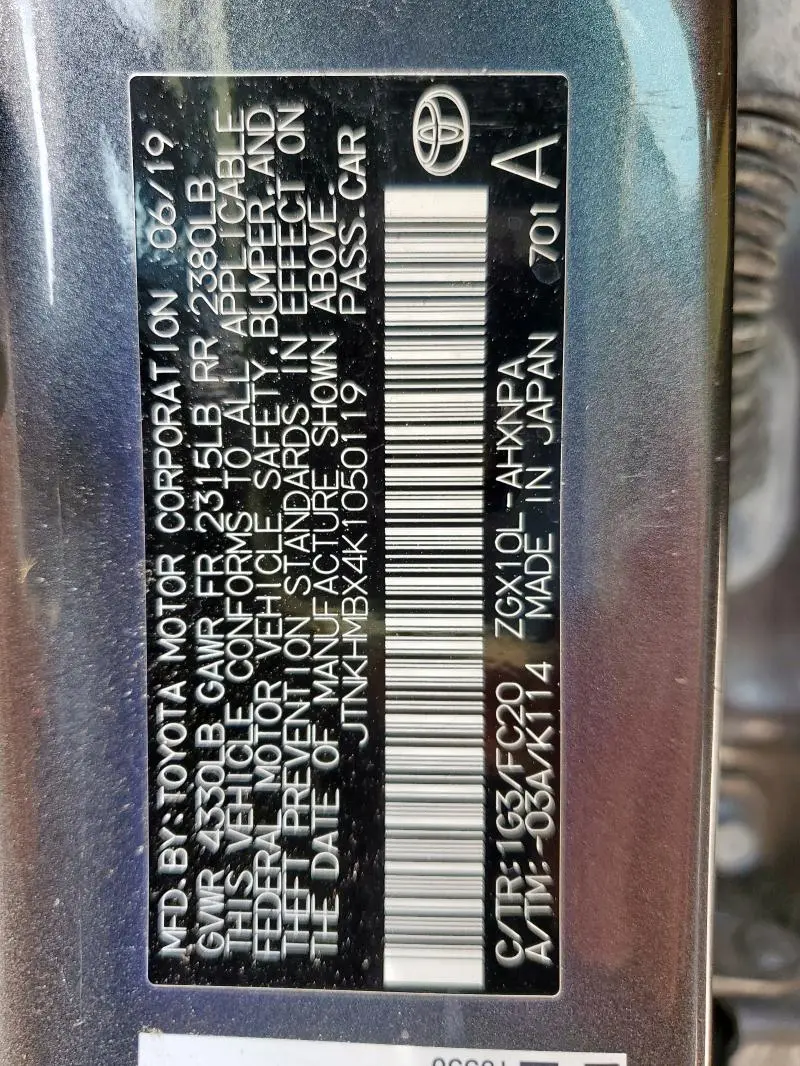 MFD.BY:TOYOTA MOTOR CORPORATION 06/19
GVWR 4330LB GAWR FR 2315LB RR 2380LB
THIS VEHICLE CONFORMS TO ALL APPLICABLE
FEDERAL MOTOR VEHICLE SAFETY,BUMPER,AND
THEFT PREVENTION STANDARDS IN EFFECT ON
THE DATE OF MANUFACTURE SHOWN ABOVE.
JTNKHMBX4K1050119 PASS.CAR
C/TR:1G3/FC20 ZGX10L-AHXNPA
A/TM:-03A/K114 MADE IN JAPAN 701 A